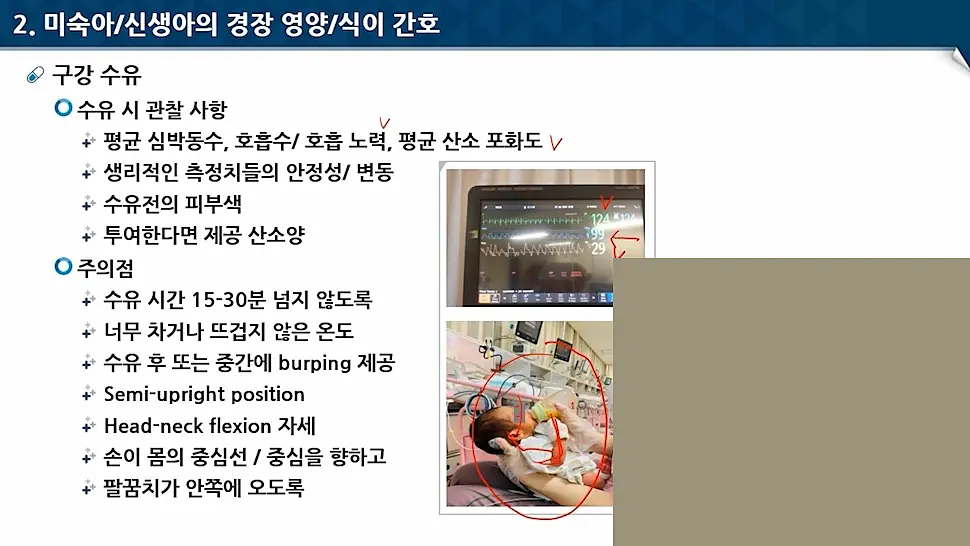 2. 미숙아/신생아의 경장 영양/식이 간호
구강 수유
수유 시 관찰 사항
평균 심박동수, 호흡수/ 호흡 노력, 평균 산소 포화도
생리적인 측정치들의 안정성/ 변동
수유전의 피부색
투여한다면 제공 산소양
주의점
수유 시간 15-30분 넘지 않도록
너무 차거나 뜨겁지 않은 온도
수유 후 또는 중간에 burping 제공
Semi-upright position
Head-neck flexion 자세
손이 몸의 중심선 / 중심을 향하고
팔꿈치가 안쪽에 오도록
124
124
99
29